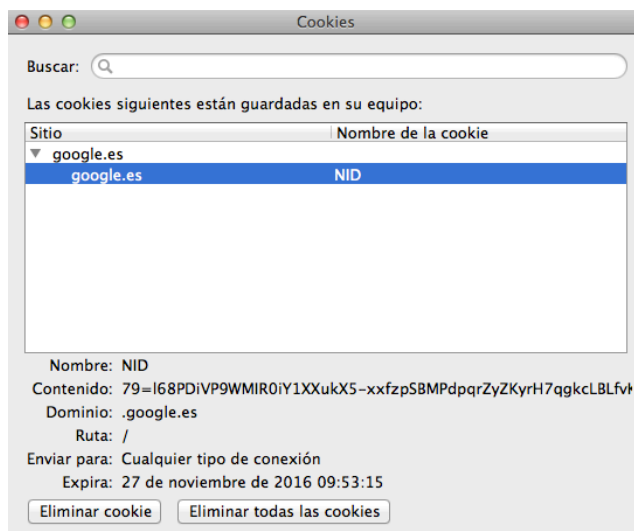 Cookies
Buscar:
Las cookies siguientes están guardadas en su equipo:
Sitio Nombre de la cookie
google.es
google.es NID
Nombre: NID
Contenido: 79=I68PDiVP9WMIR0iY1XXukX5-xxfzpSBMPdpqrZyZKyrH7qgkcLBLfvK
Dominio: .google.es
Ruta: /
Enviar para: Cualquier tipo de conexión
Expira: 27 de noviembre de 2016 09:53:15
Eliminar cookie Eliminar todas las cookies